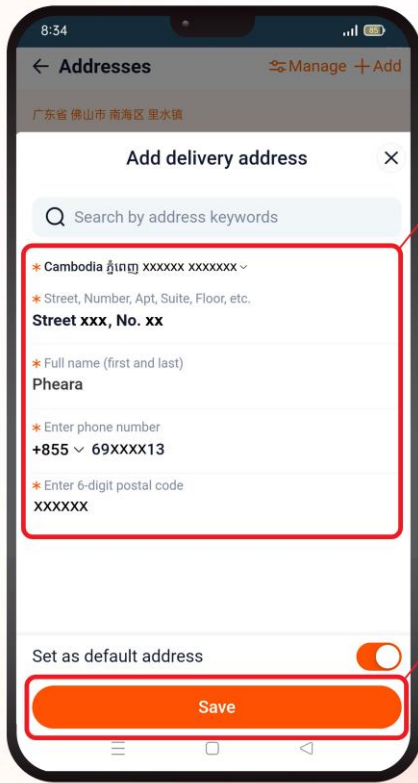 8:34
85
← Addresses
Manage + Add
广东省 佛山市 南海区 里水镇
Add delivery address
Search by address keywords
* Cambodia ភ្នំពេញ xxxxxx xxxxxxx
* Street, Number, Apt, Suite, Floor, etc.
Street xxx, No. xx
* Full name (first and last)
Pheara
* Enter phone number
+855 69XXXX13
* Enter 6-digit postal code
XXXXXX
Set as default address
Save